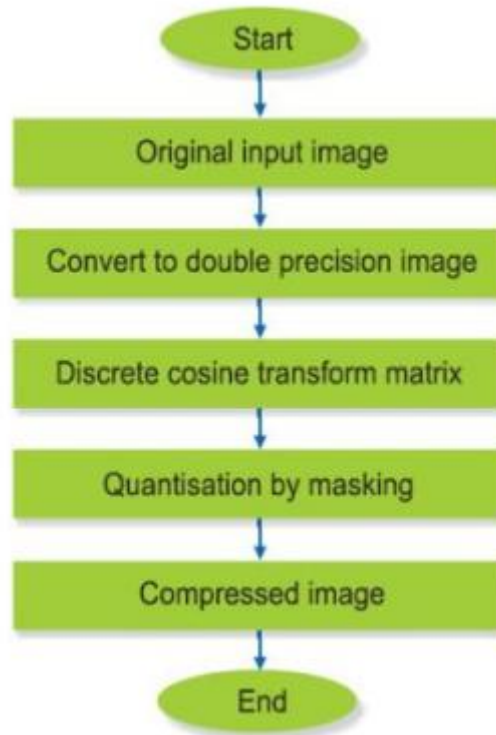 Start
Original input image
Convert to double precision image
Discrete cosine transform matrix
Quantisation by masking
Compressed image
End